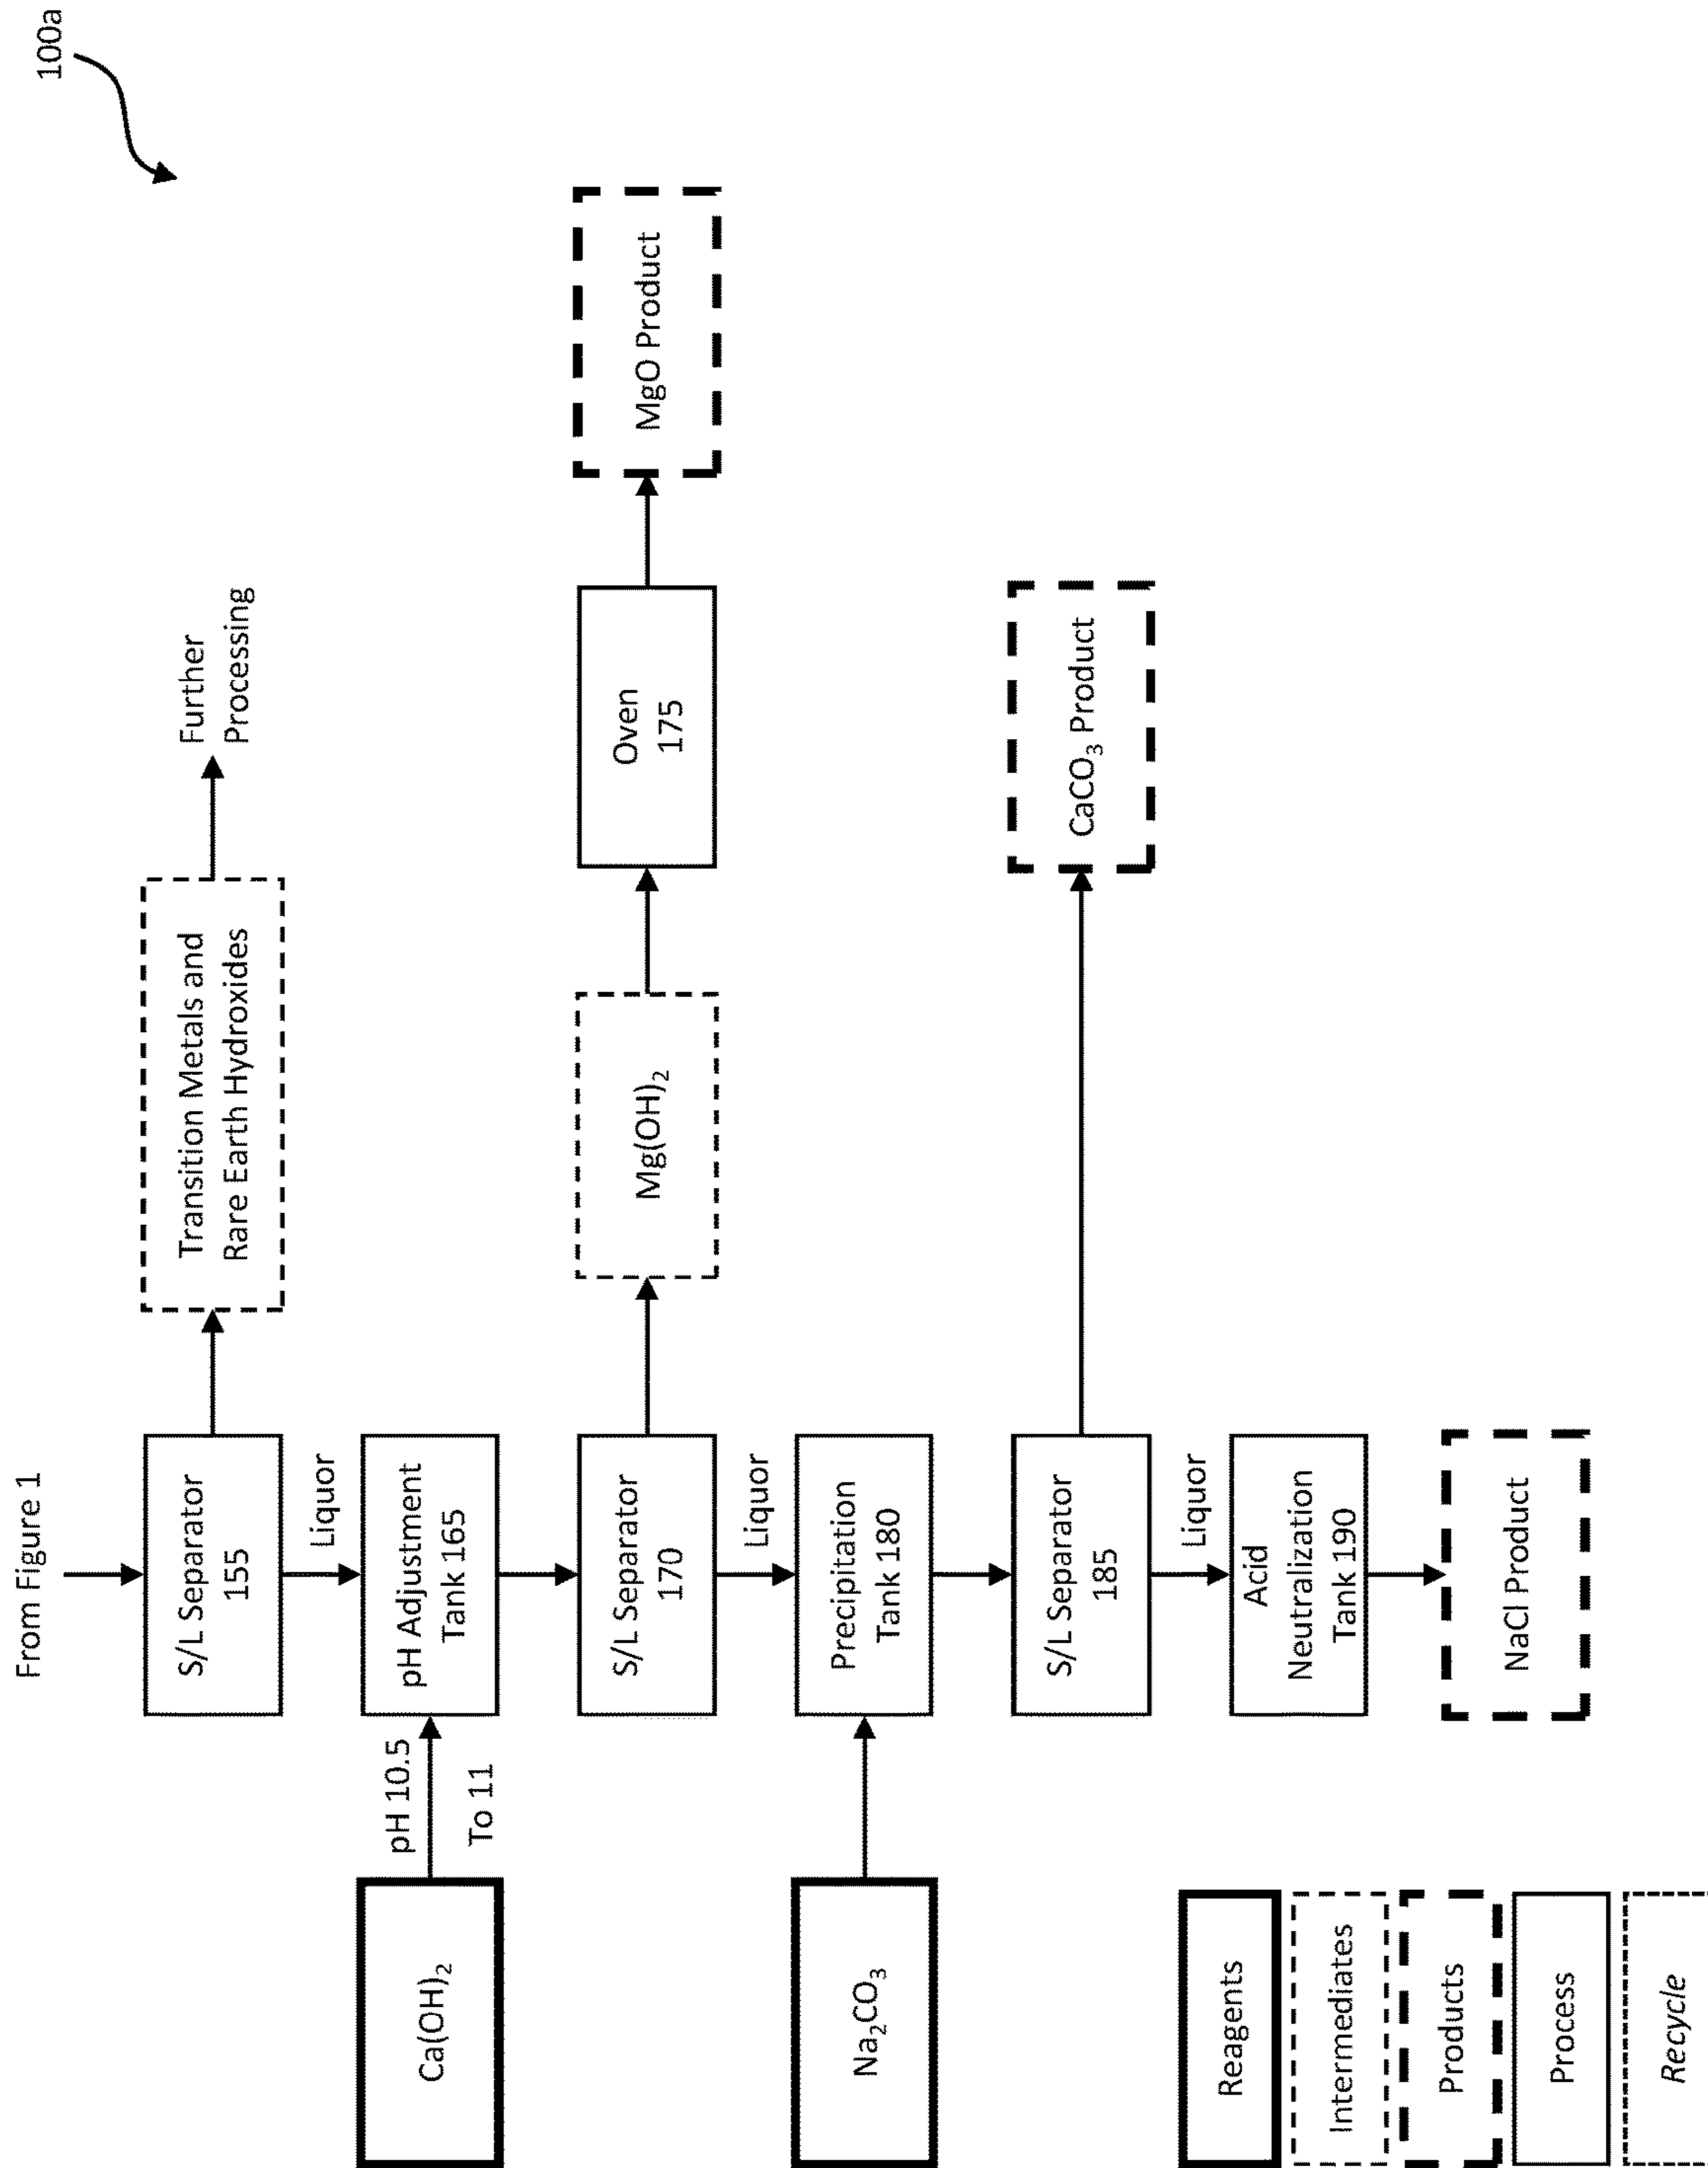 100a
From Figure 1
S/L Separator
155
Transition Metals and
Rare Earth Hydroxides
Further
Processing
Liquor
Ca(OH)₂
pH 10.5
To 11
pH Adjustment
Tank 165
S/L Separator
170
Mg(OH)₂
Oven
175
MgO Product
Liquor
Na₂CO₃
Precipitation
Tank 180
S/L Separator
185
CaCO₃ Product
Liquor
Acid
Neutralization
Tank 190
NaCl Product
Reagents
Intermediates
Products
Process
Recycle